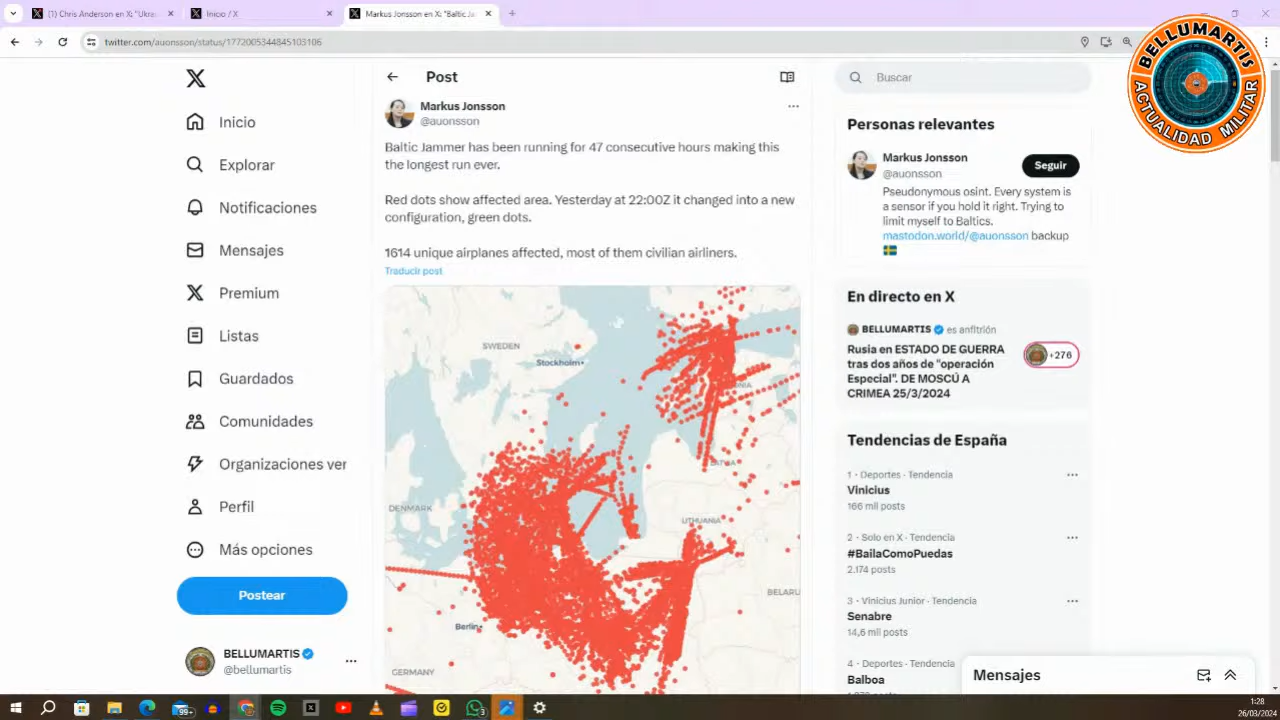 (1) Chris Anderson en X: "Ukra
Inicio / X
Markus Jonsson en X: "Baltic Ja
twitter.com/auonsson/status/1772005344845103106
BELLUMARTIS
ACTUALIDAD MILITAR
Inicio
Explorar
Notificaciones
Mensajes
Premium
Listas
Guardados
Comunidades
Organizaciones ver
Perfil
Más opciones
Postear
BELLUMARTIS
@bellumartis
Post
Markus Jonsson
@auonsson
Baltic Jammer has been running for 47 consecutive hours making this
the longest run ever.
Red dots show affected area. Yesterday at 22:00Z it changed into a new
configuration, green dots.
1614 unique airplanes affected, most of them civilian airliners.
Traducir post
SWEDEN
Stockholm
LATVIA
DENMARK
LITHUANIA
BELARU
Berlin
GERMANY
Buscar
Personas relevantes
Markus Jonsson
@auonsson
Seguir
Pseudonymous osint. Every system is
a sensor if you hold it right. Trying to
limit myself to Baltics.
mastodon.world/@auonsson backup
En directo en X
BELLUMARTIS es anfitrión
Rusia en ESTADO DE GUERRA
tras dos años de "operación
Especial". DE MOSCÚ A
CRIMEA 25/3/2024
+276
Tendencias de España
1 · Deportes · Tendencia
Vinicius
166 mil posts
2 · Solo en X · Tendencia
#BailaComoPuedas
2.174 posts
3 · Vinicius Junior · Tendencia
Senabre
14,6 mil posts
4 · Deportes · Tendencia
Balboa
Mensajes
99+
3
1:28
26/03/2024